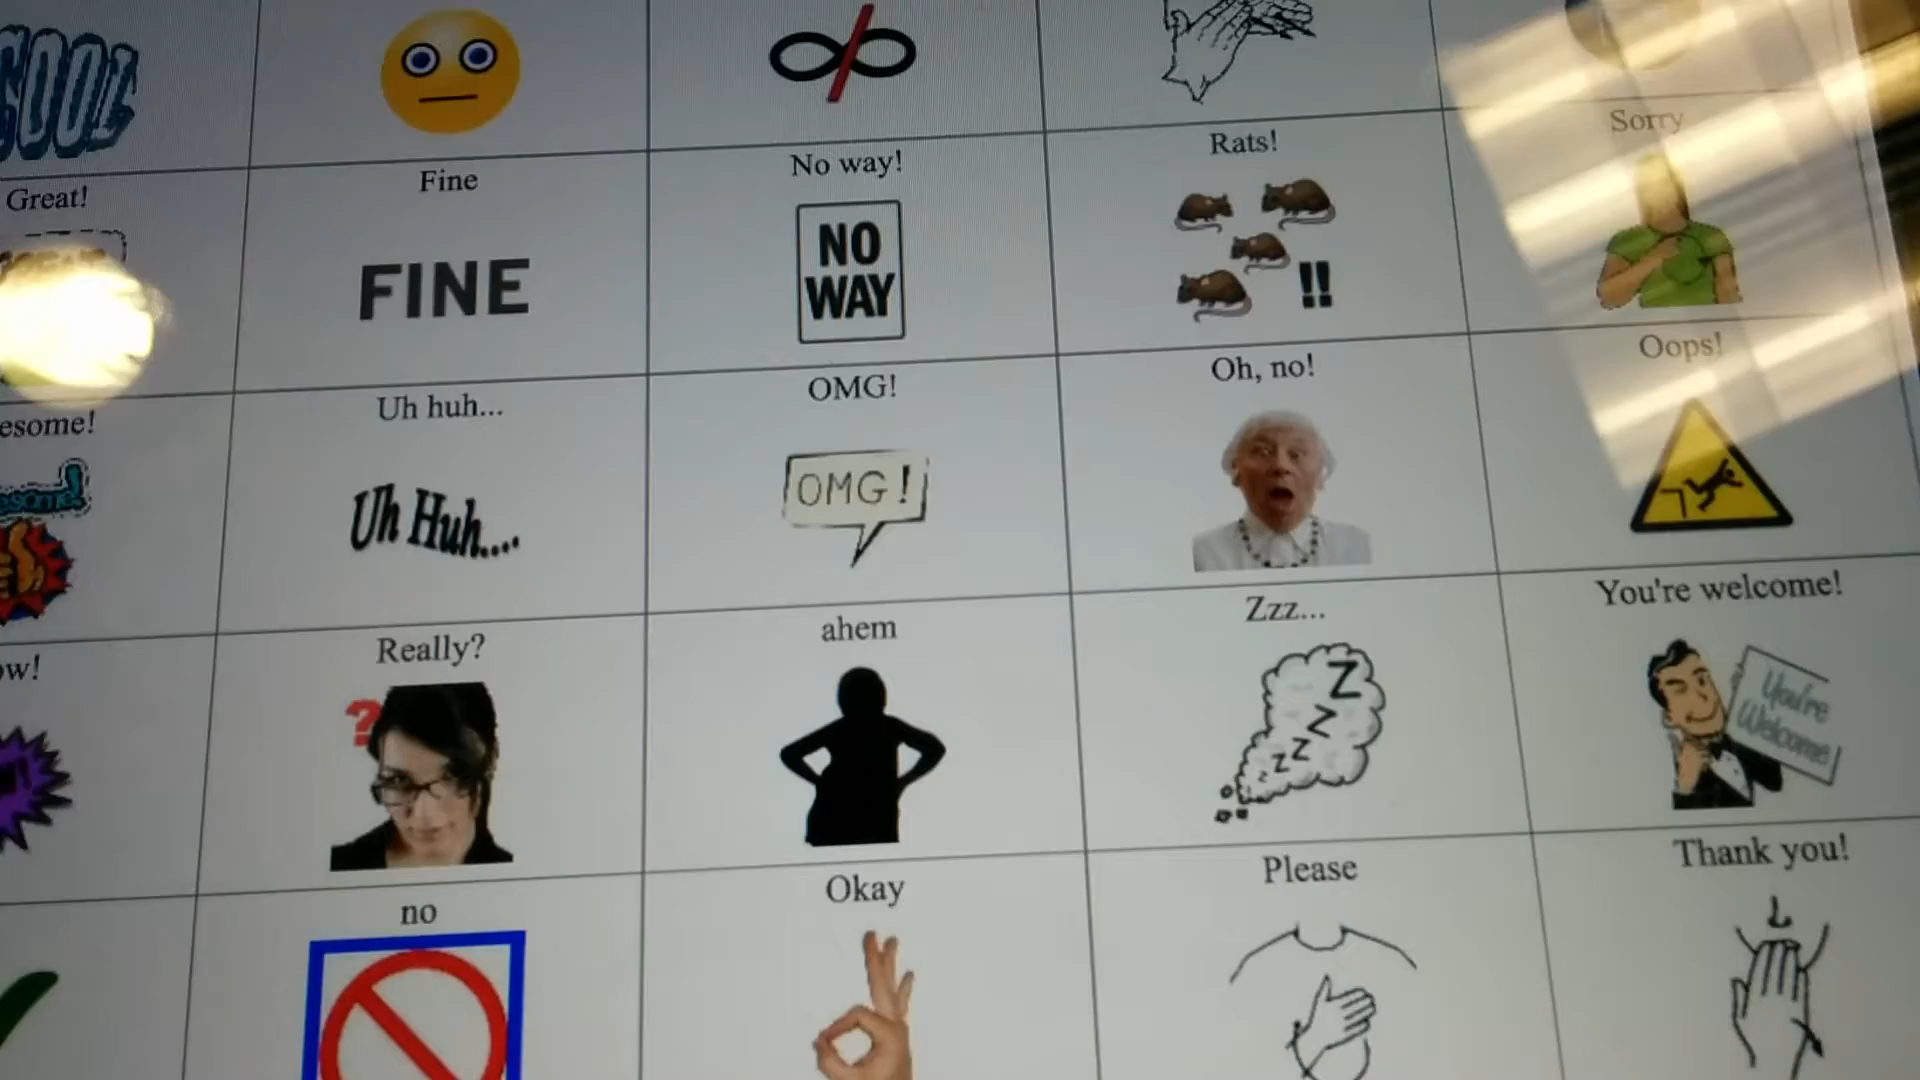 COOL
Great!
Fine
FINE
No way!
NO
WAY
Rats!
!!
Sorry
esome!
Uh huh...
Uh Huh....
OMG!
OMG!
Oh, no!
Oops!
ow!
Really?
?
ahem
Zzz...
Z
Z
Z
Z
z
You're welcome!
You're
Welcome!
no
Okay
Please
Thank you!